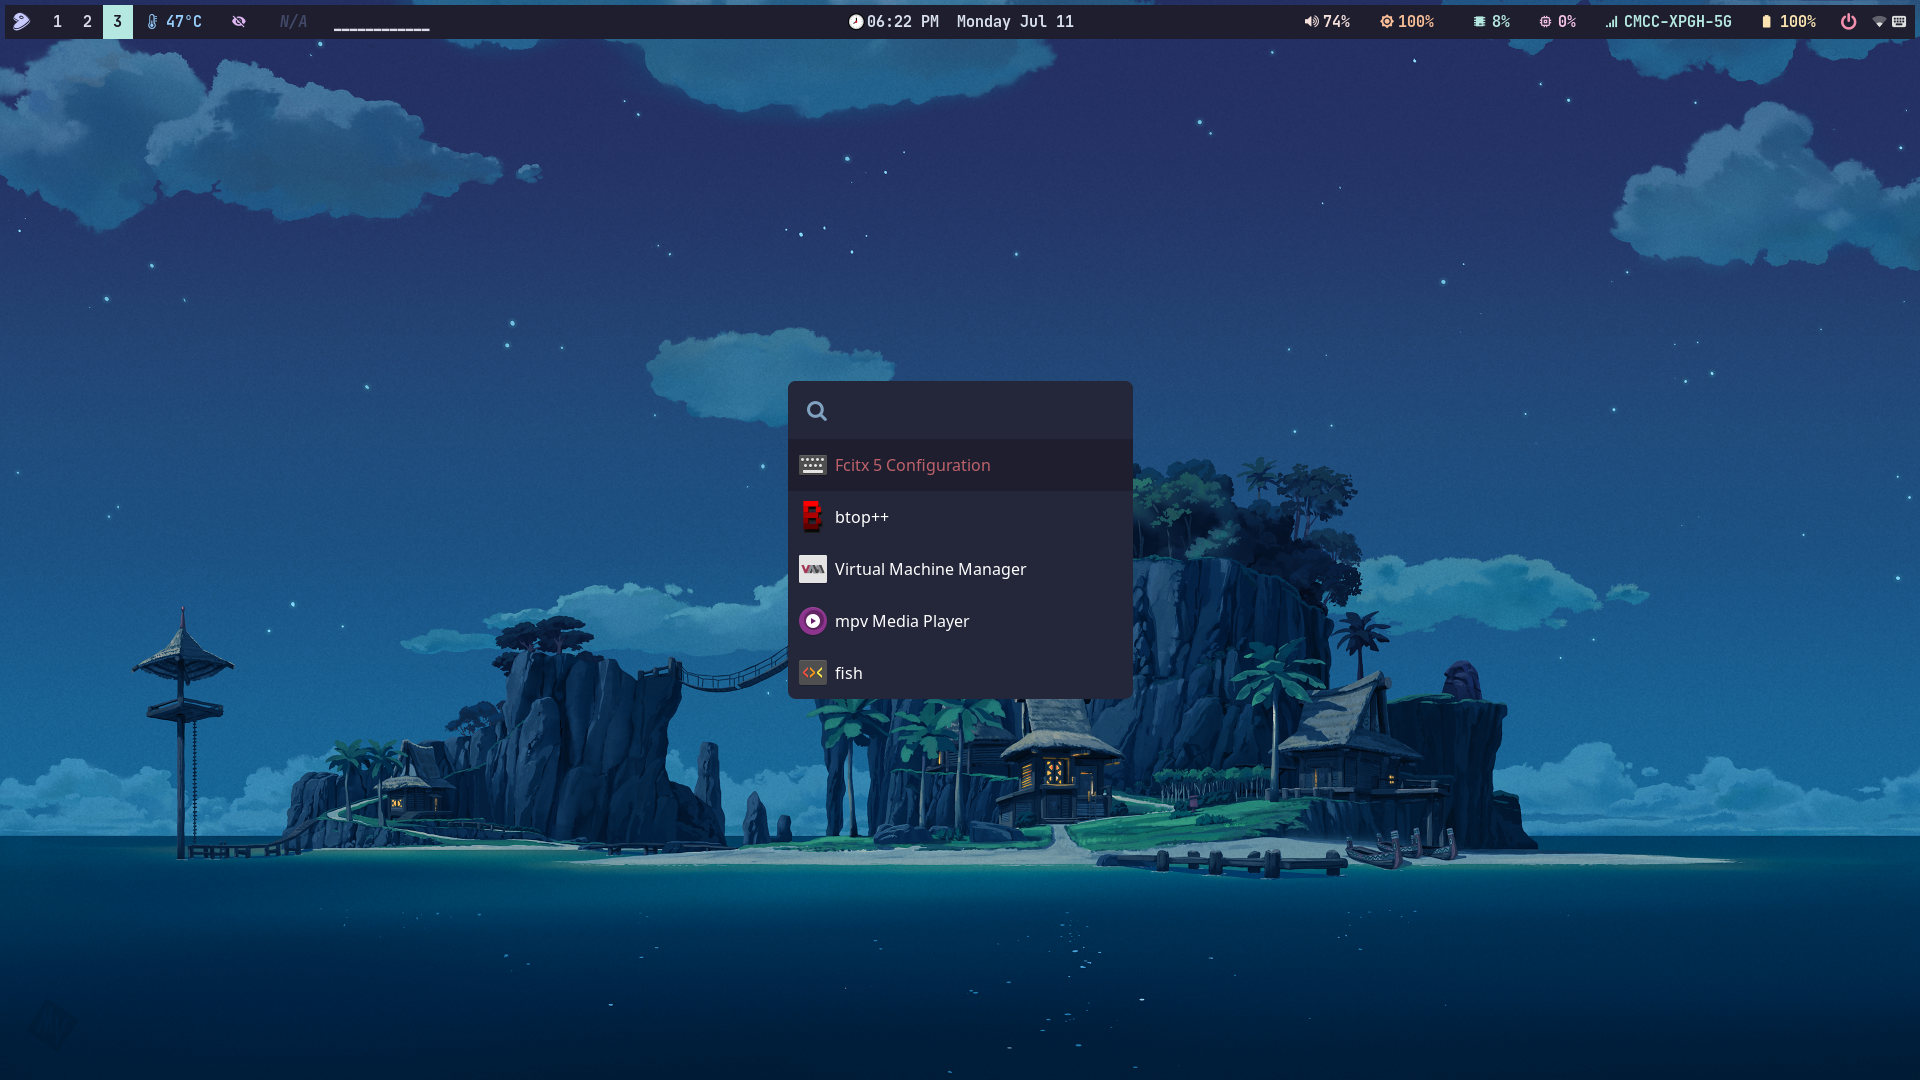 1 2 3 47°C N/A ____________ 06:22 PM Monday Jul 11 74% 100% 8% 0% CMCC-XPGH-5G 100%
Fcitx 5 Configuration
btop++
Virtual Machine Manager
mpv Media Player
fish